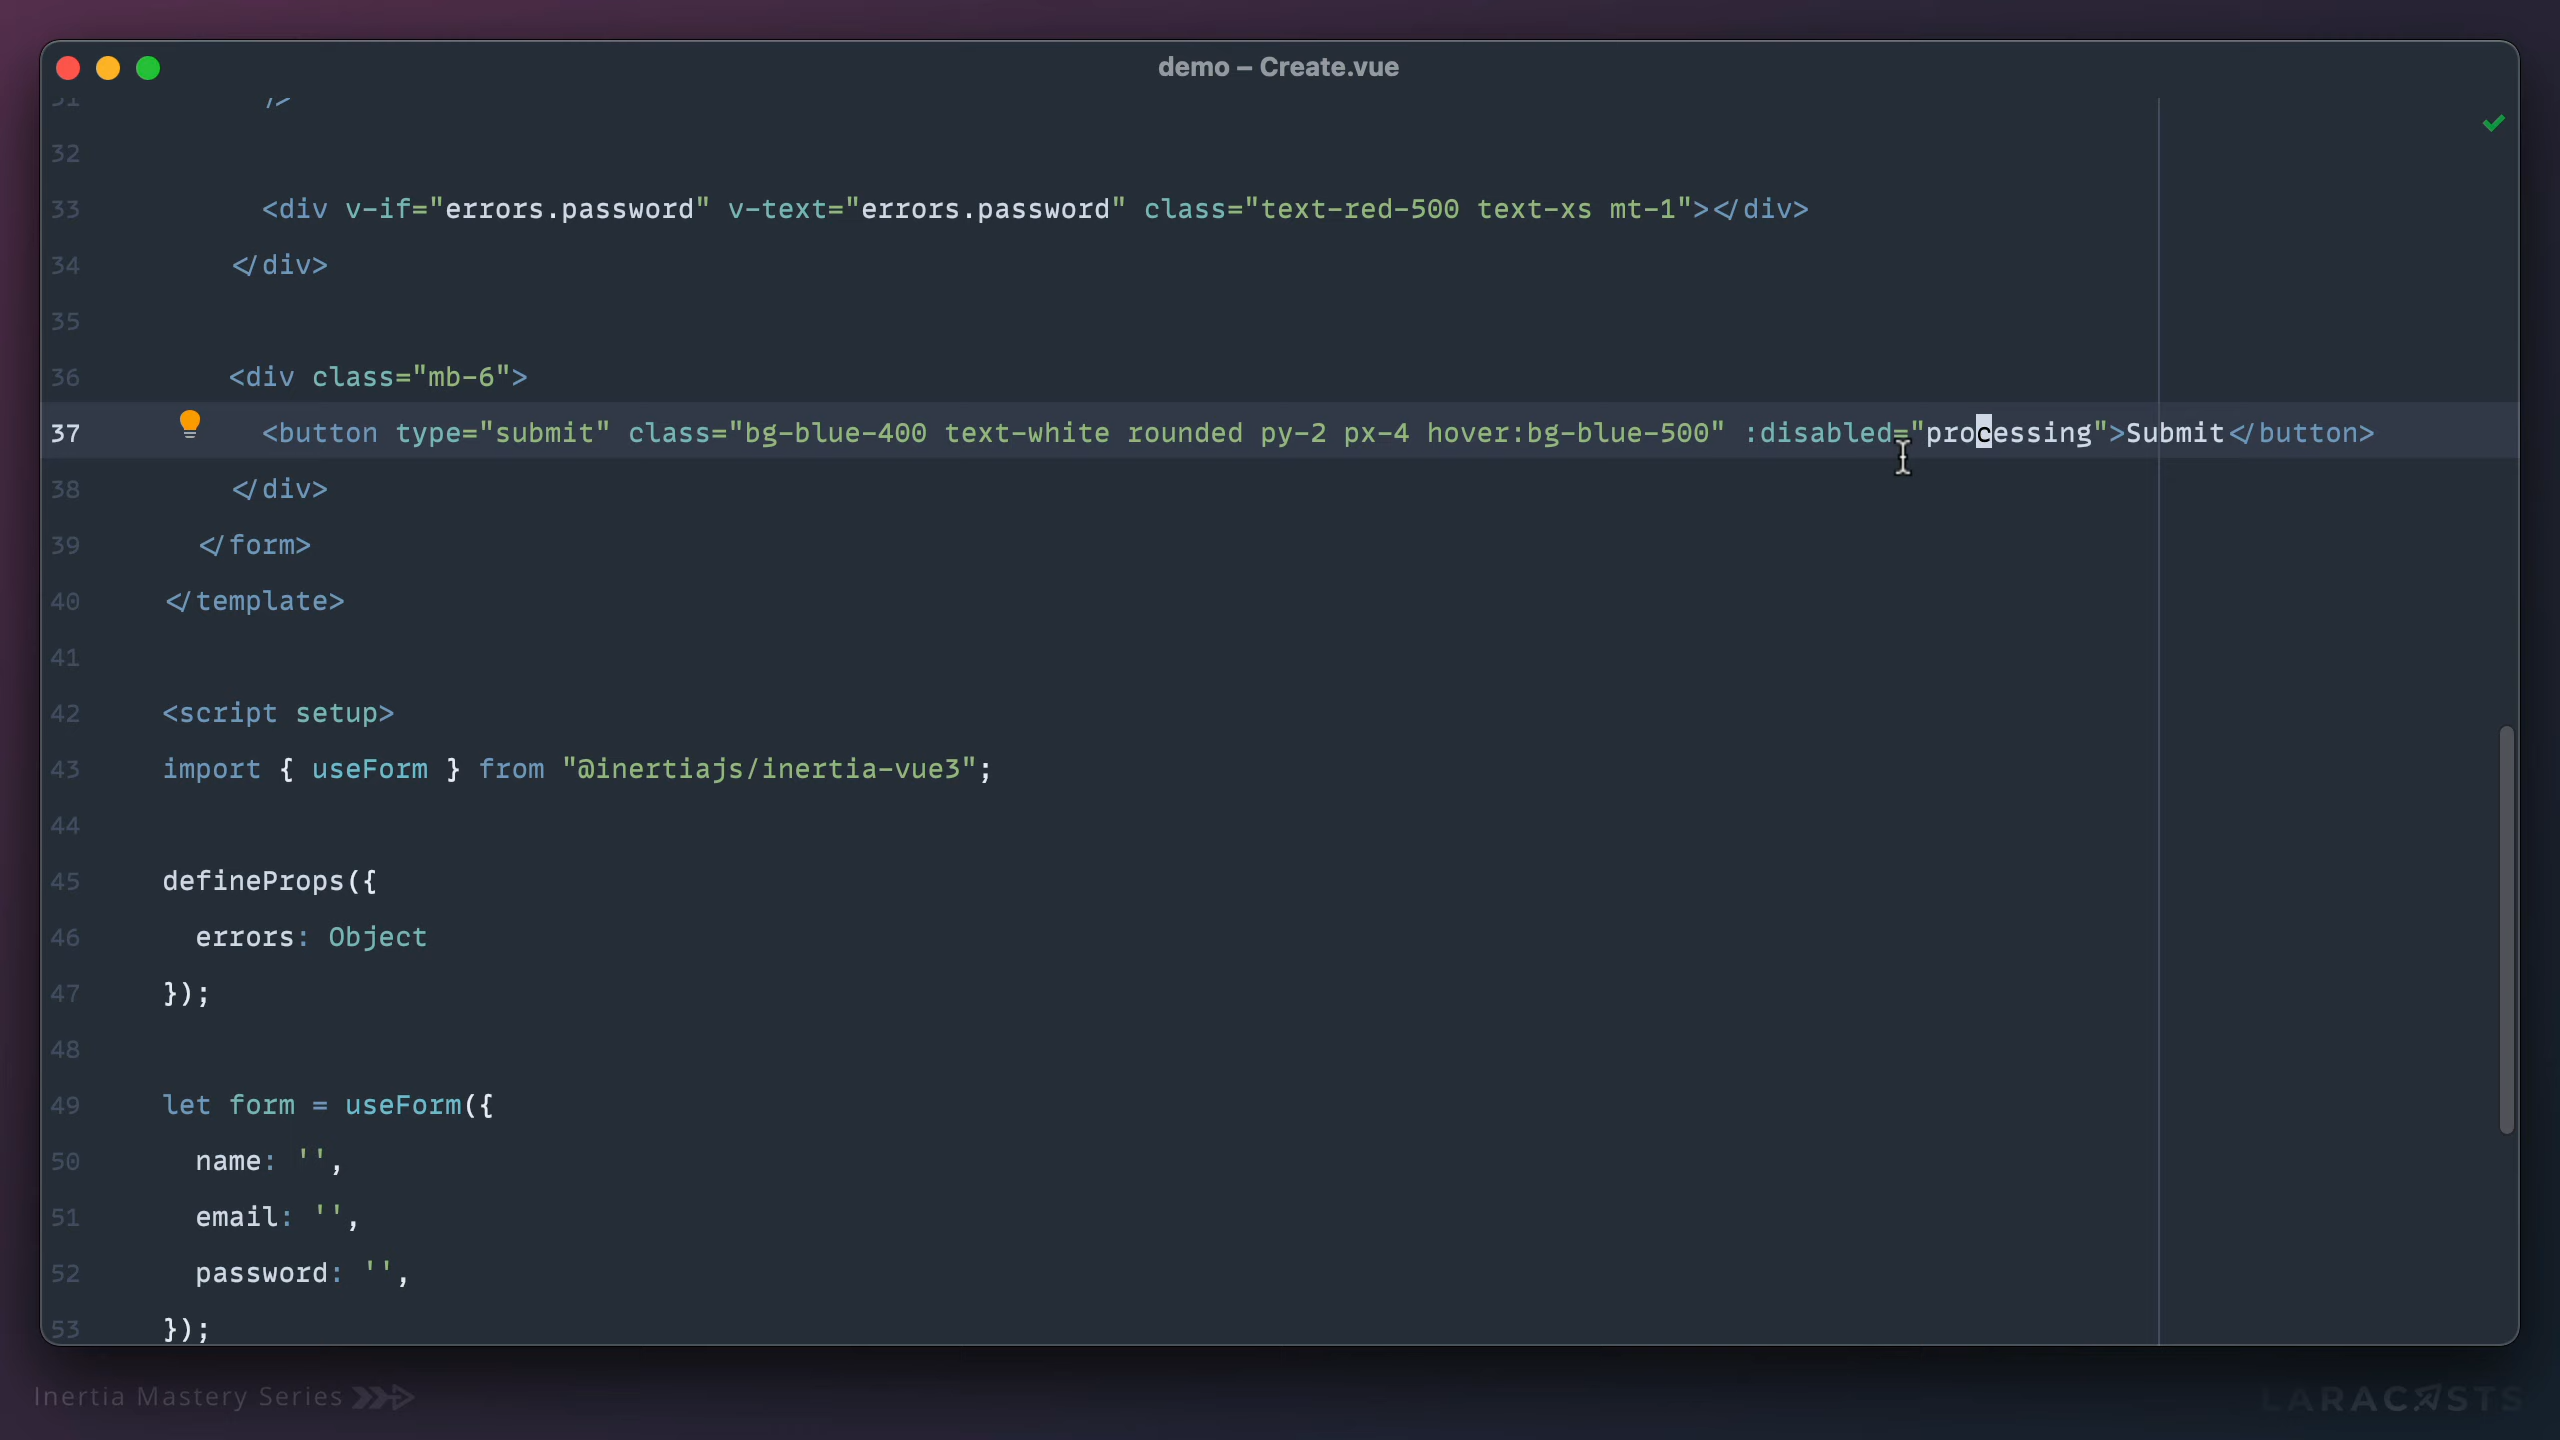 demo – Create.vue
31 />
32
33 <div v-if="errors.password" v-text="errors.password" class="text-red-500 text-xs mt-1"></div>
34 </div>
35
36 <div class="mb-6">
37 <button type="submit" class="bg-blue-400 text-white rounded py-2 px-4 hover:bg-blue-500" :disabled="processing">Submit</button>
38 </div>
39 </form>
40 </template>
41
42 <script setup>
43 import { useForm } from "@inertiajs/inertia-vue3";
44
45 defineProps({
46 errors: Object
47 });
48
49 let form = useForm({
50 name: '',
51 email: '',
52 password: '',
53 });
Inertia Mastery Series
LARACASTS